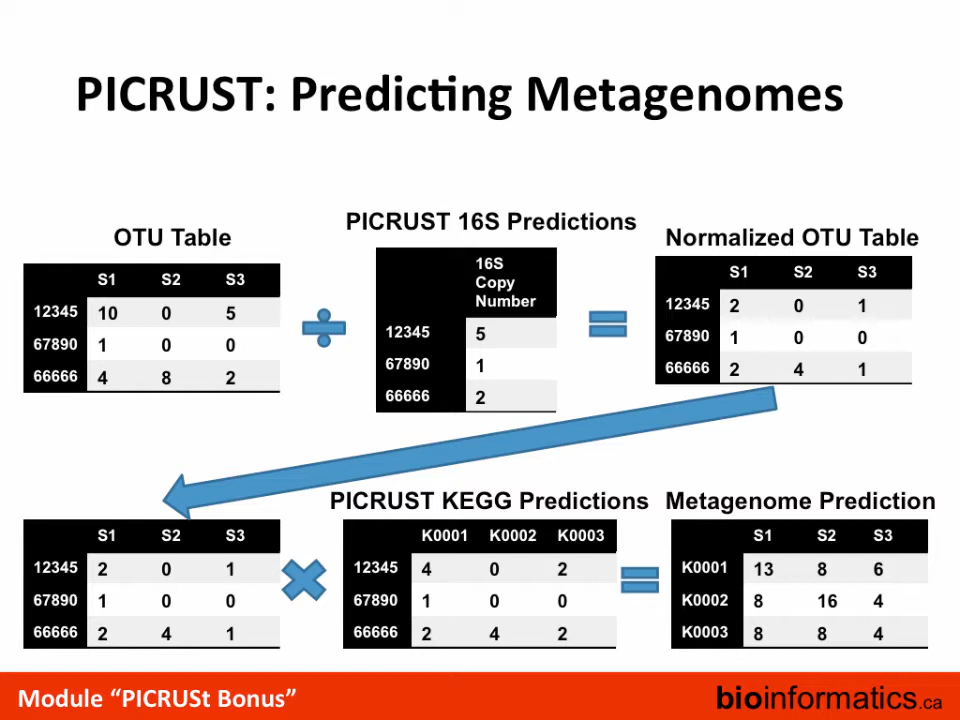 PICRUST: Predicting Metagenomes
OTU Table
S1 S2 S3
12345 10 0 5
67890 1 0 0
66666 4 8 2
PICRUST 16S Predictions
16S
Copy
Number
12345 5
67890 1
66666 2
Normalized OTU Table
S1 S2 S3
12345 2 0 1
67890 1 0 0
66666 2 4 1
S1 S2 S3
12345 2 0 1
67890 1 0 0
66666 2 4 1
PICRUST KEGG Predictions
K0001 K0002 K0003
12345 4 0 2
67890 1 0 0
66666 2 4 2
Metagenome Prediction
S1 S2 S3
K0001 13 8 6
K0002 8 16 4
K0003 8 8 4
Module “PICRUSt Bonus”
bioinformatics.ca